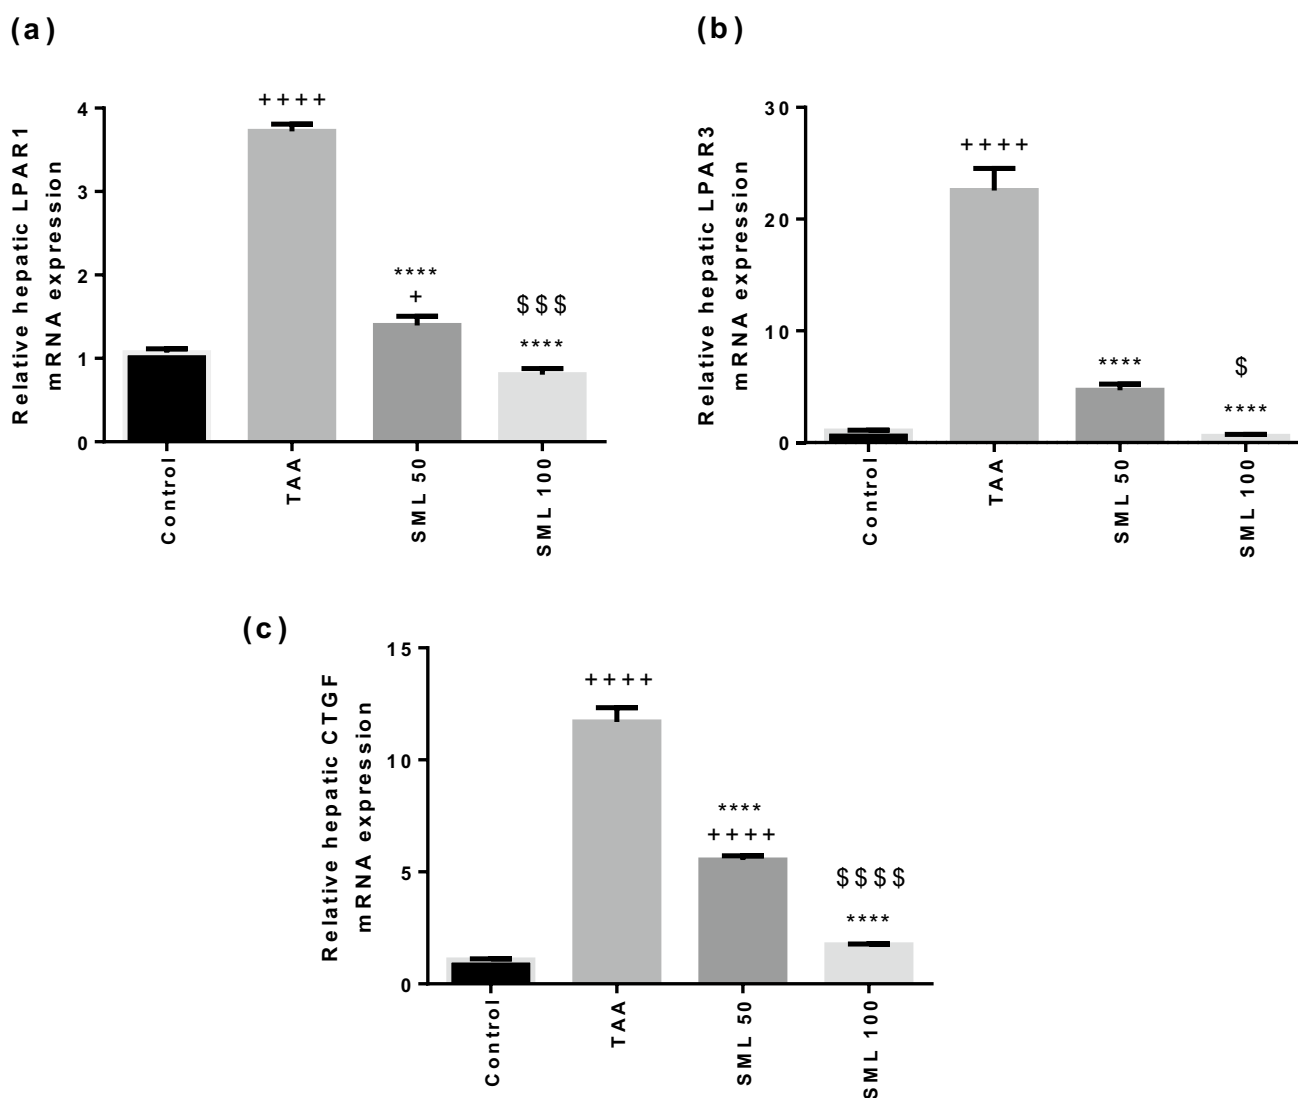 (a)
Relative hepatic LPAR1
mRNA expression
4
3
2
1
0
++++
****
+
$$$
****
Control
TAA
SML 50
SML 100
(b)
Relative hepatic LPAR3
mRNA expression
30
20
10
0
++++
****
$
****
Control
TAA
SML 50
SML 100
(c)
Relative hepatic CTGF
mRNA expression
15
10
5
0
++++
****
++++
$$$$
****
Control
TAA
SML 50
SML 100